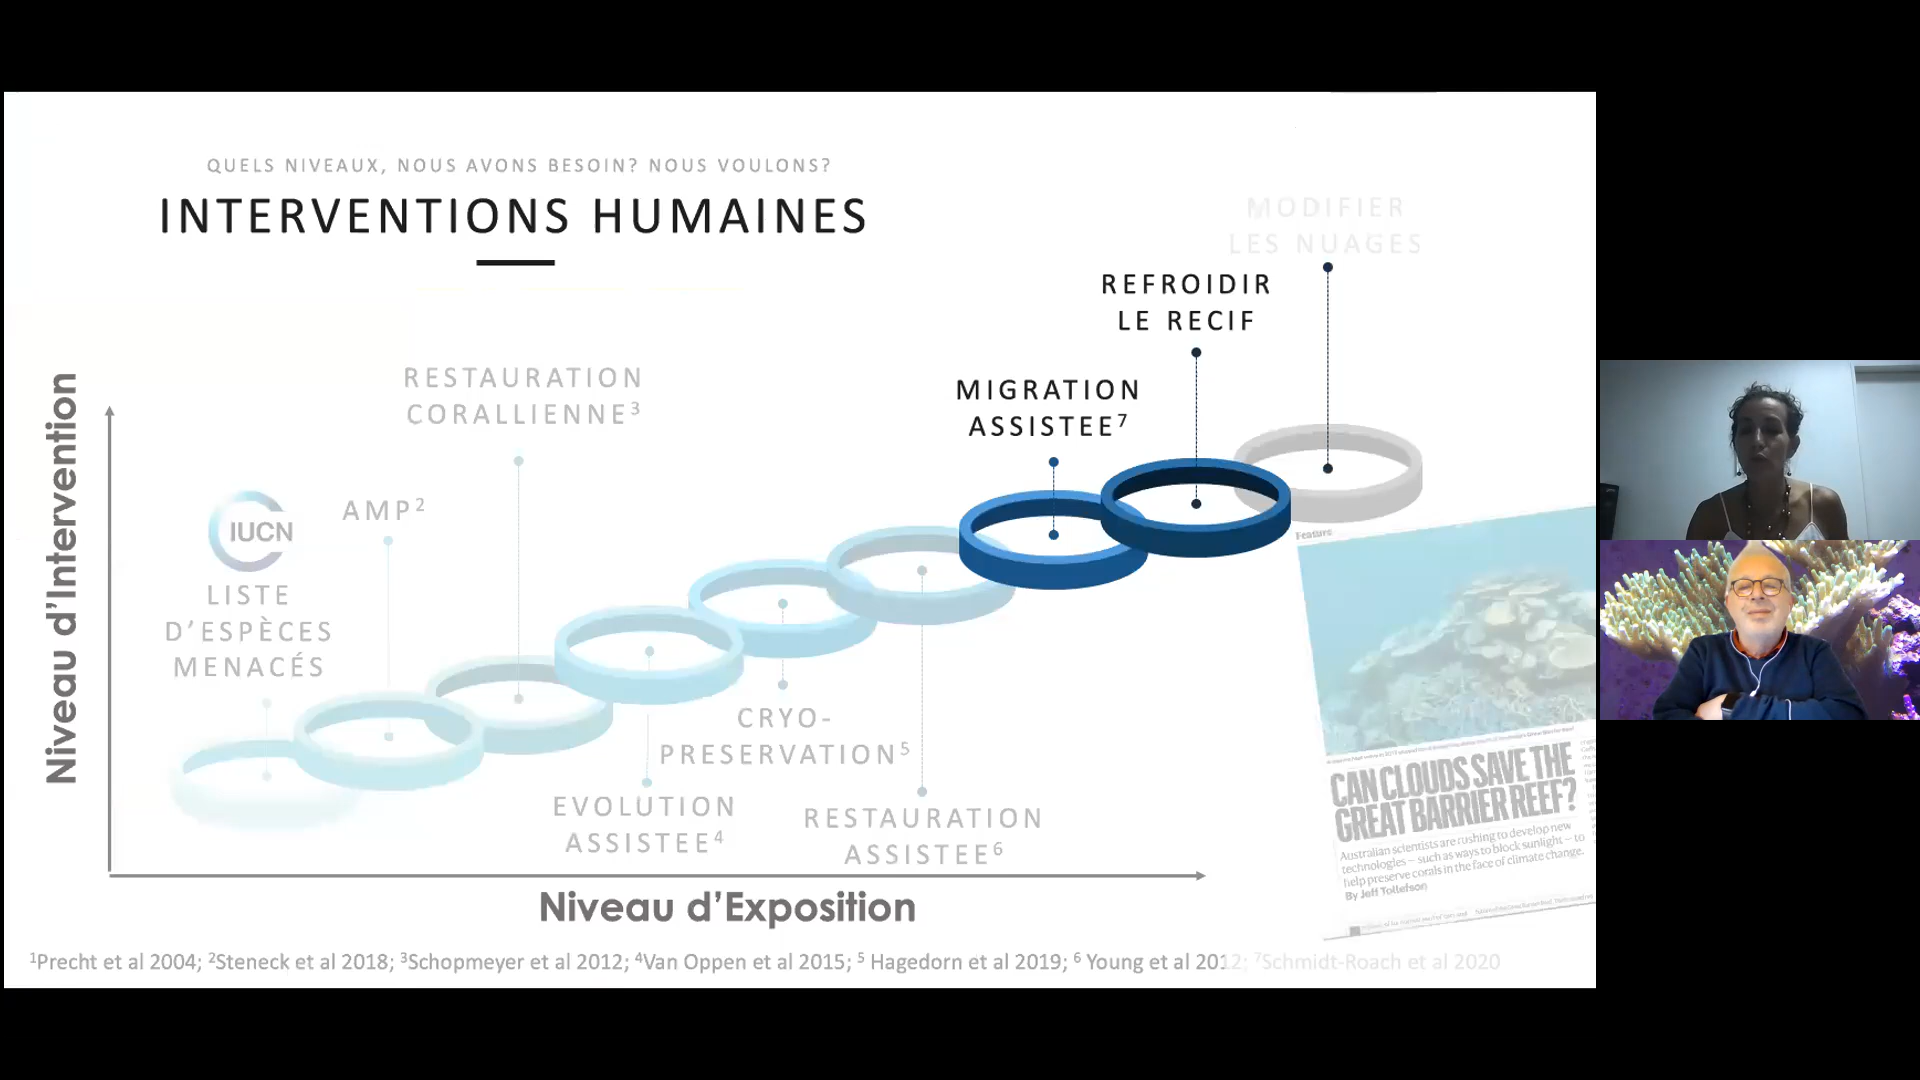 QUELS NIVEAUX, NOUS AVONS BESOIN? NOUS VOULONS?
INTERVENTIONS HUMAINES
MODIFIER
LES NUAGES
REFROIDIR
LE RECIF
MIGRATION
ASSISTEE⁷
RESTAURATION
CORALLIENNE³
AMP²
IUCN
LISTE
D'ESPÈCES
MENACÉS
CRYO-
PRESERVATION⁵
EVOLUTION
ASSISTEE⁴
RESTAURATION
ASSISTEE⁶
Niveau d'Intervention
Niveau d'Exposition
Feature
CAN CLOUDS SAVE THE
GREAT BARRIER REEF?
Australian scientists are rushing to develop new
technologies – such as ways to block sunlight – to
help preserve corals in the face of climate change.
By Jeff Tollefson
¹Precht et al 2004; ²Steneck et al 2018; ³Schopmeyer et al 2012; ⁴Van Oppen et al 2015; ⁵ Hagedorn et al 2019; ⁶ Young et al 2012; ⁷Schmidt-Roach et al 2020